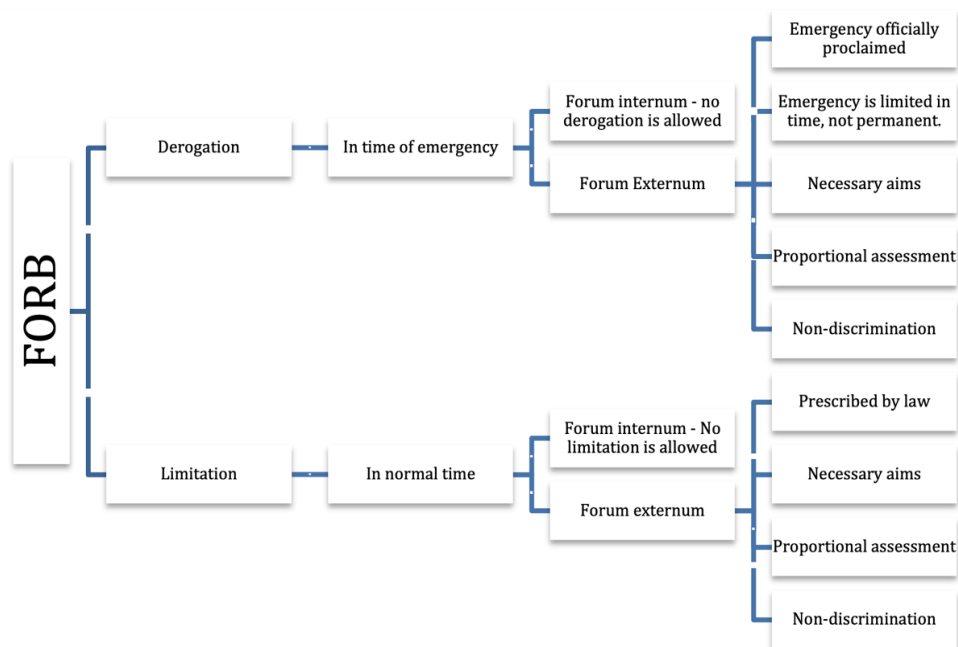 FORB
Derogation
In time of emergency
Forum internum - no
derogation is allowed
Forum Externum
Emergency officially
proclaimed
Emergency is limited in
time, not permanent.
Necessary aims
Proportional assessment
Non-discrimination
Limitation
In normal time
Forum internum - No
limitation is allowed
Forum externum
Prescribed by law
Necessary aims
Proportional assessment
Non-discrimination